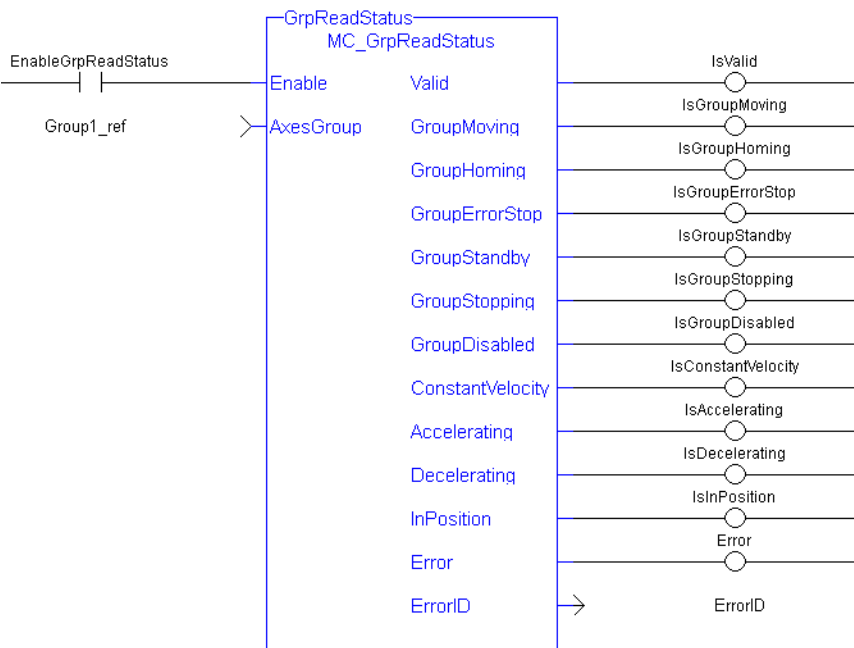 GrpReadStatus
MC_GrpReadStatus
EnableGrpReadStatus
Enable Valid IsValid
Group1_ref AxesGroup GroupMoving IsGroupMoving
GroupHoming IsGroupHoming
GroupErrorStop IsGroupErrorStop
GroupStandby IsGroupStandby
GroupStopping IsGroupStopping
GroupDisabled IsGroupDisabled
ConstantVelocity IsConstantVelocity
Accelerating IsAccelerating
Decelerating IsDecelerating
InPosition IsInPosition
Error Error
ErrorID ErrorID